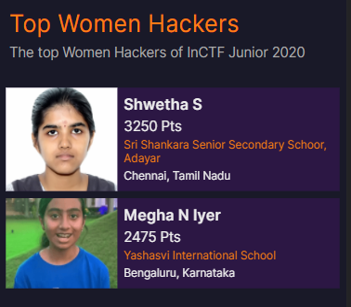 Top Women Hackers
The top Women Hackers of InCTF Junior 2020
Shwetha S
3250 Pts
Sri Shankara Senior Secondary Schoor,
Adayar
Chennai, Tamil Nadu
Megha N Iyer
2475 Pts
Yashasvi International School
Bengaluru, Karnataka